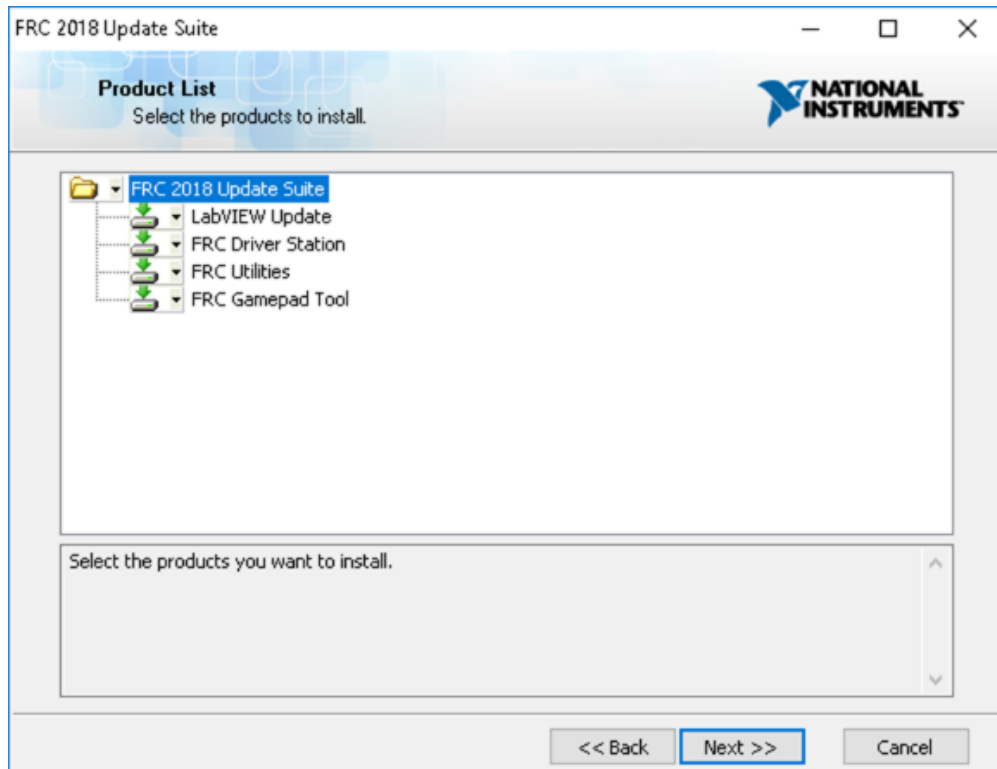 FRC 2018 Update Suite
Product List
Select the products to install.
NATIONAL
INSTRUMENTS™
FRC 2018 Update Suite
LabVIEW Update
FRC Driver Station
FRC Utilities
FRC Gamepad Tool
Select the products you want to install.
<< Back
Next >>
Cancel